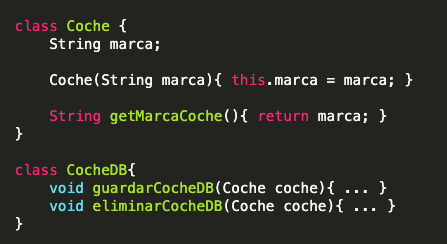 class Coche {
    String marca;

    Coche(String marca){ this.marca = marca; }

    String getMarcaCoche(){ return marca; }
}

class CocheDB{
    void guardarCocheDB(Coche coche){ ... }
    void eliminarCocheDB(Coche coche){ ... }
}